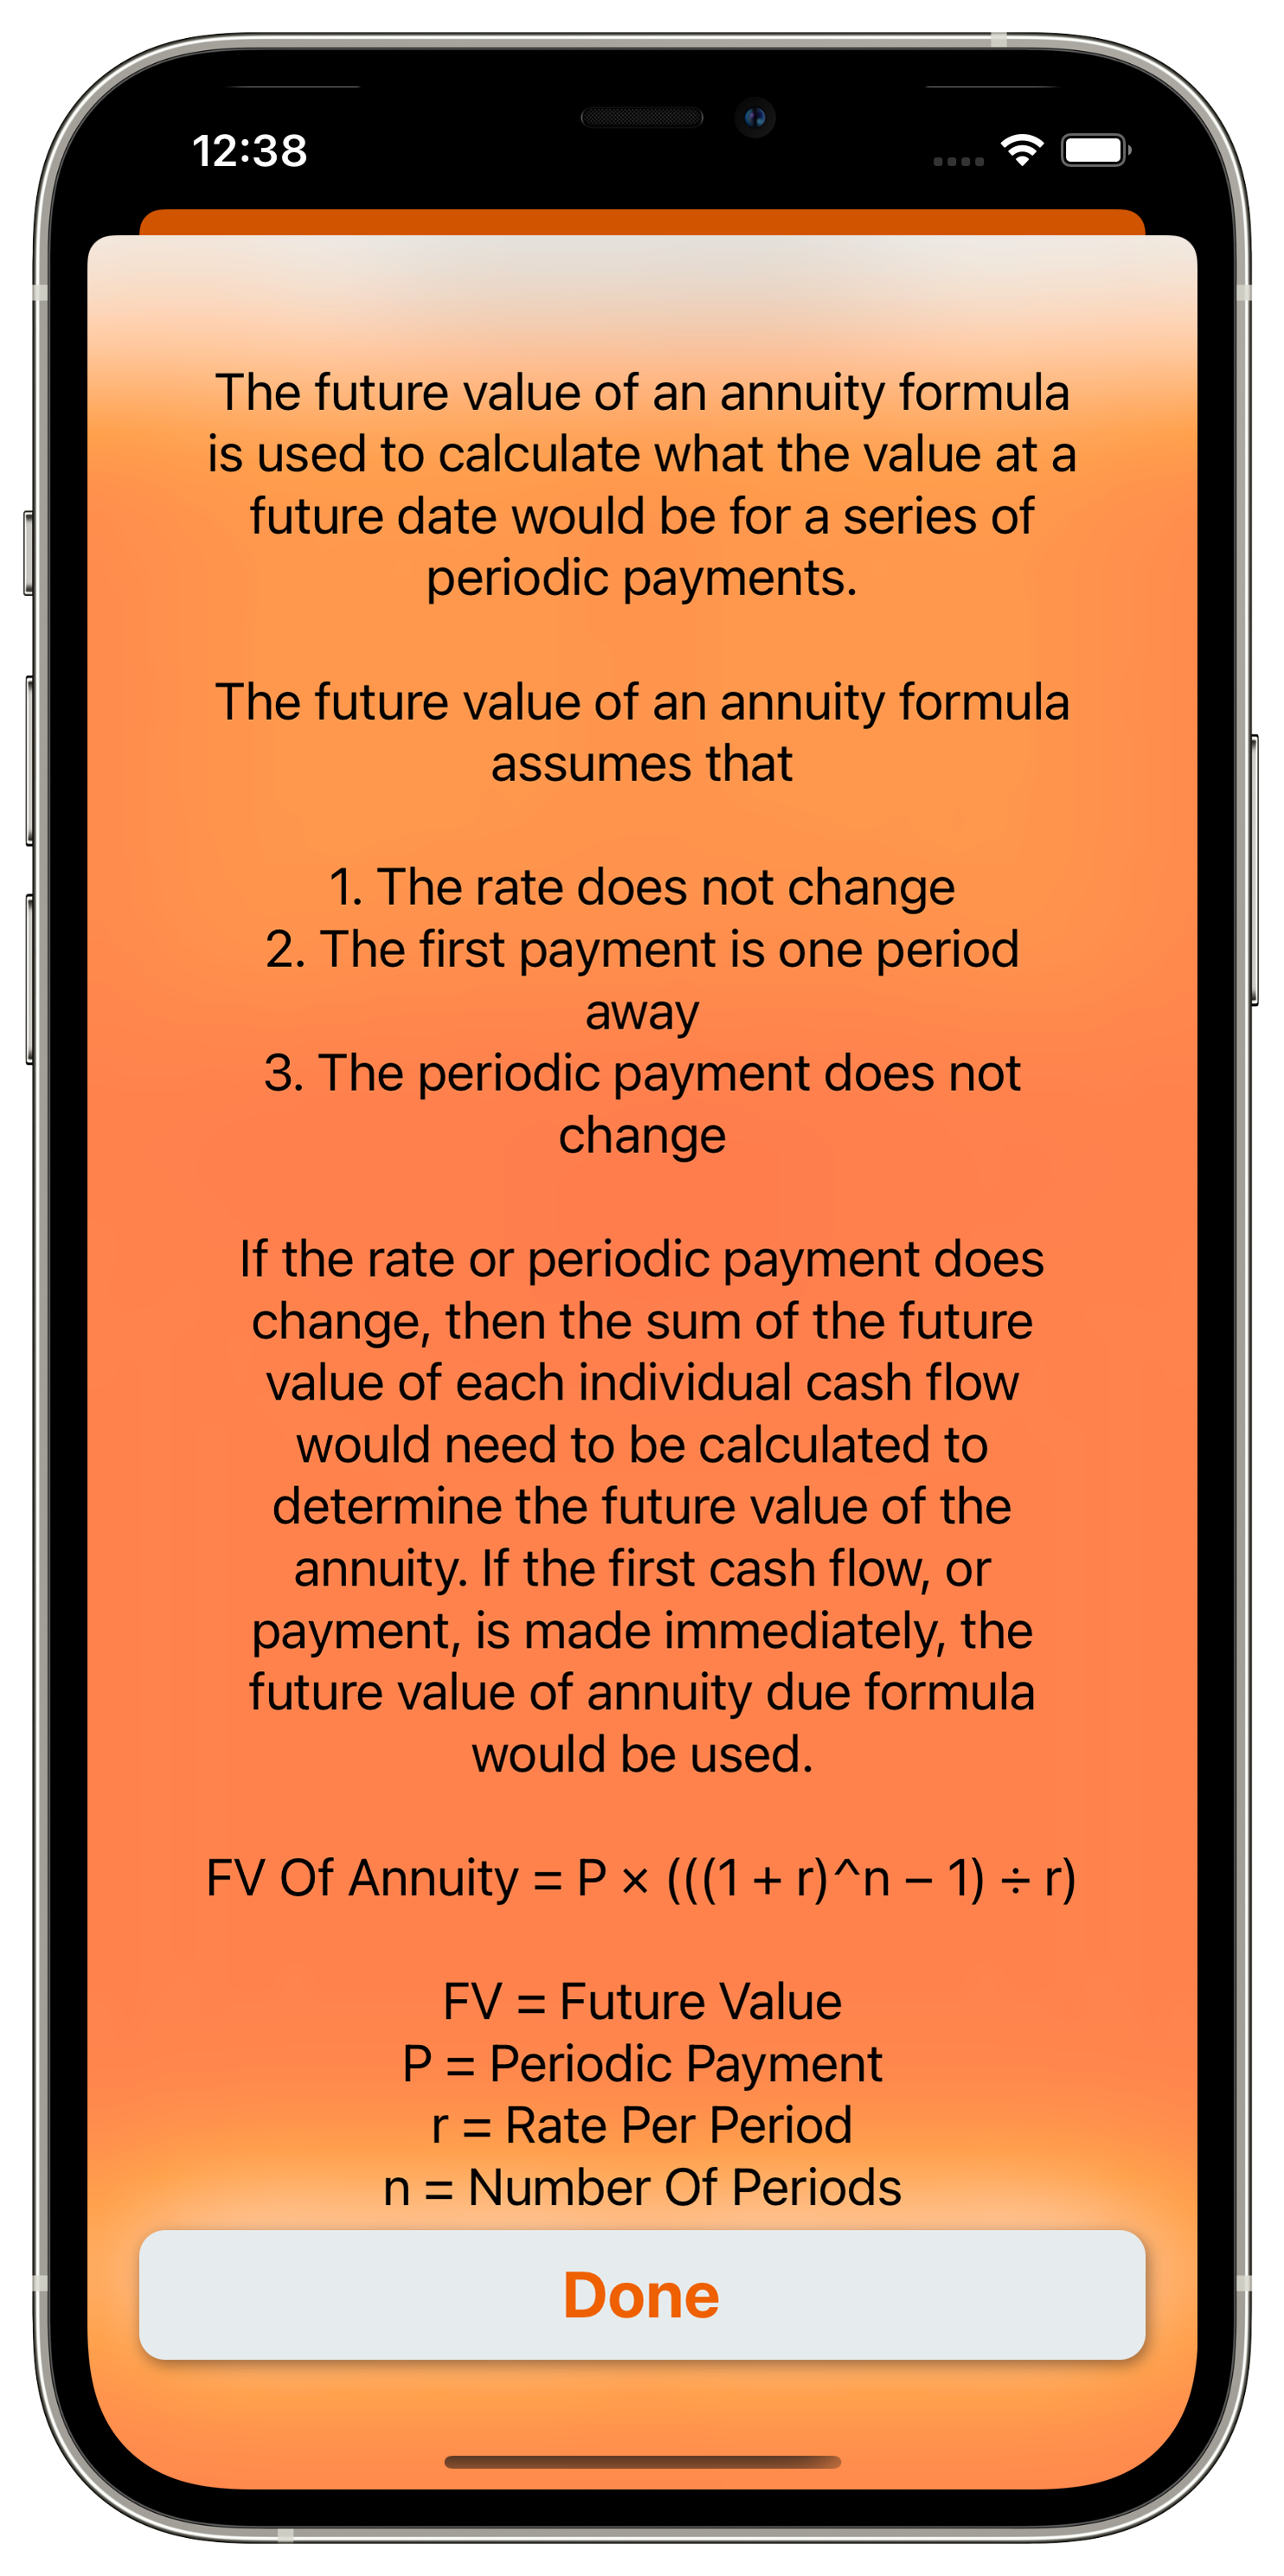 12:38
The future value of an annuity formula
is used to calculate what the value at a
future date would be for a series of
periodic payments.
The future value of an annuity formula
assumes that
1. The rate does not change
2. The first payment is one period
away
3. The periodic payment does not
change
If the rate or periodic payment does
change, then the sum of the future
value of each individual cash flow
would need to be calculated to
determine the future value of the
annuity. If the first cash flow, or
payment, is made immediately, the
future value of annuity due formula
would be used.
FV Of Annuity = P × (((1 + r)^n − 1) ÷ r)
FV = Future Value
P = Periodic Payment
r = Rate Per Period
n = Number Of Periods
Done